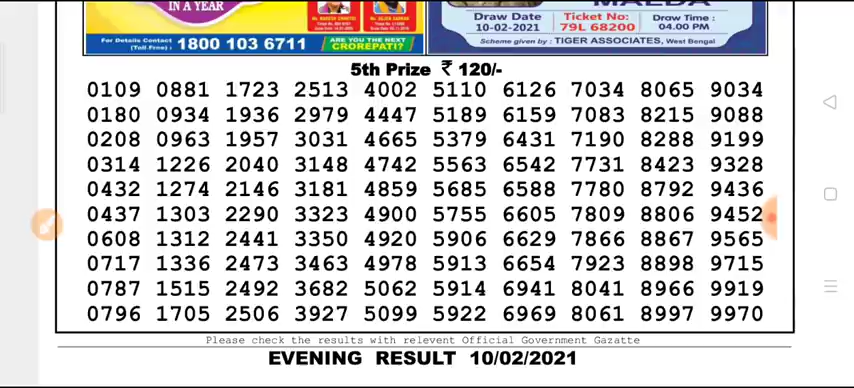 IN A YEAR
For Details Contact
(Toll Free) : 1800 103 6711
ARE YOU THE NEXT
CROREPATI?
MALDA
Draw Date
10-02-2021
Ticket No:
79L 68200
Draw Time :
04.00 PM
Scheme given by : TIGER ASSOCIATES, West Bengal
5th Prize ₹ 120/-
0109 0881 1723 2513 4002 5110 6126 7034 8065 9034
0180 0934 1936 2979 4447 5189 6159 7083 8215 9088
0208 0963 1957 3031 4665 5379 6431 7190 8288 9199
0314 1226 2040 3148 4742 5563 6542 7731 8423 9328
0432 1274 2146 3181 4859 5685 6588 7780 8792 9436
0437 1303 2290 3323 4900 5755 6605 7809 8806 9452
0608 1312 2441 3350 4920 5906 6629 7866 8867 9565
0717 1336 2473 3463 4978 5913 6654 7923 8898 9715
0787 1515 2492 3682 5062 5914 6941 8041 8966 9919
0796 1705 2506 3927 5099 5922 6969 8061 8997 9970
Please check the results with relevent Official Government Gazatte
EVENING RESULT 10/02/2021